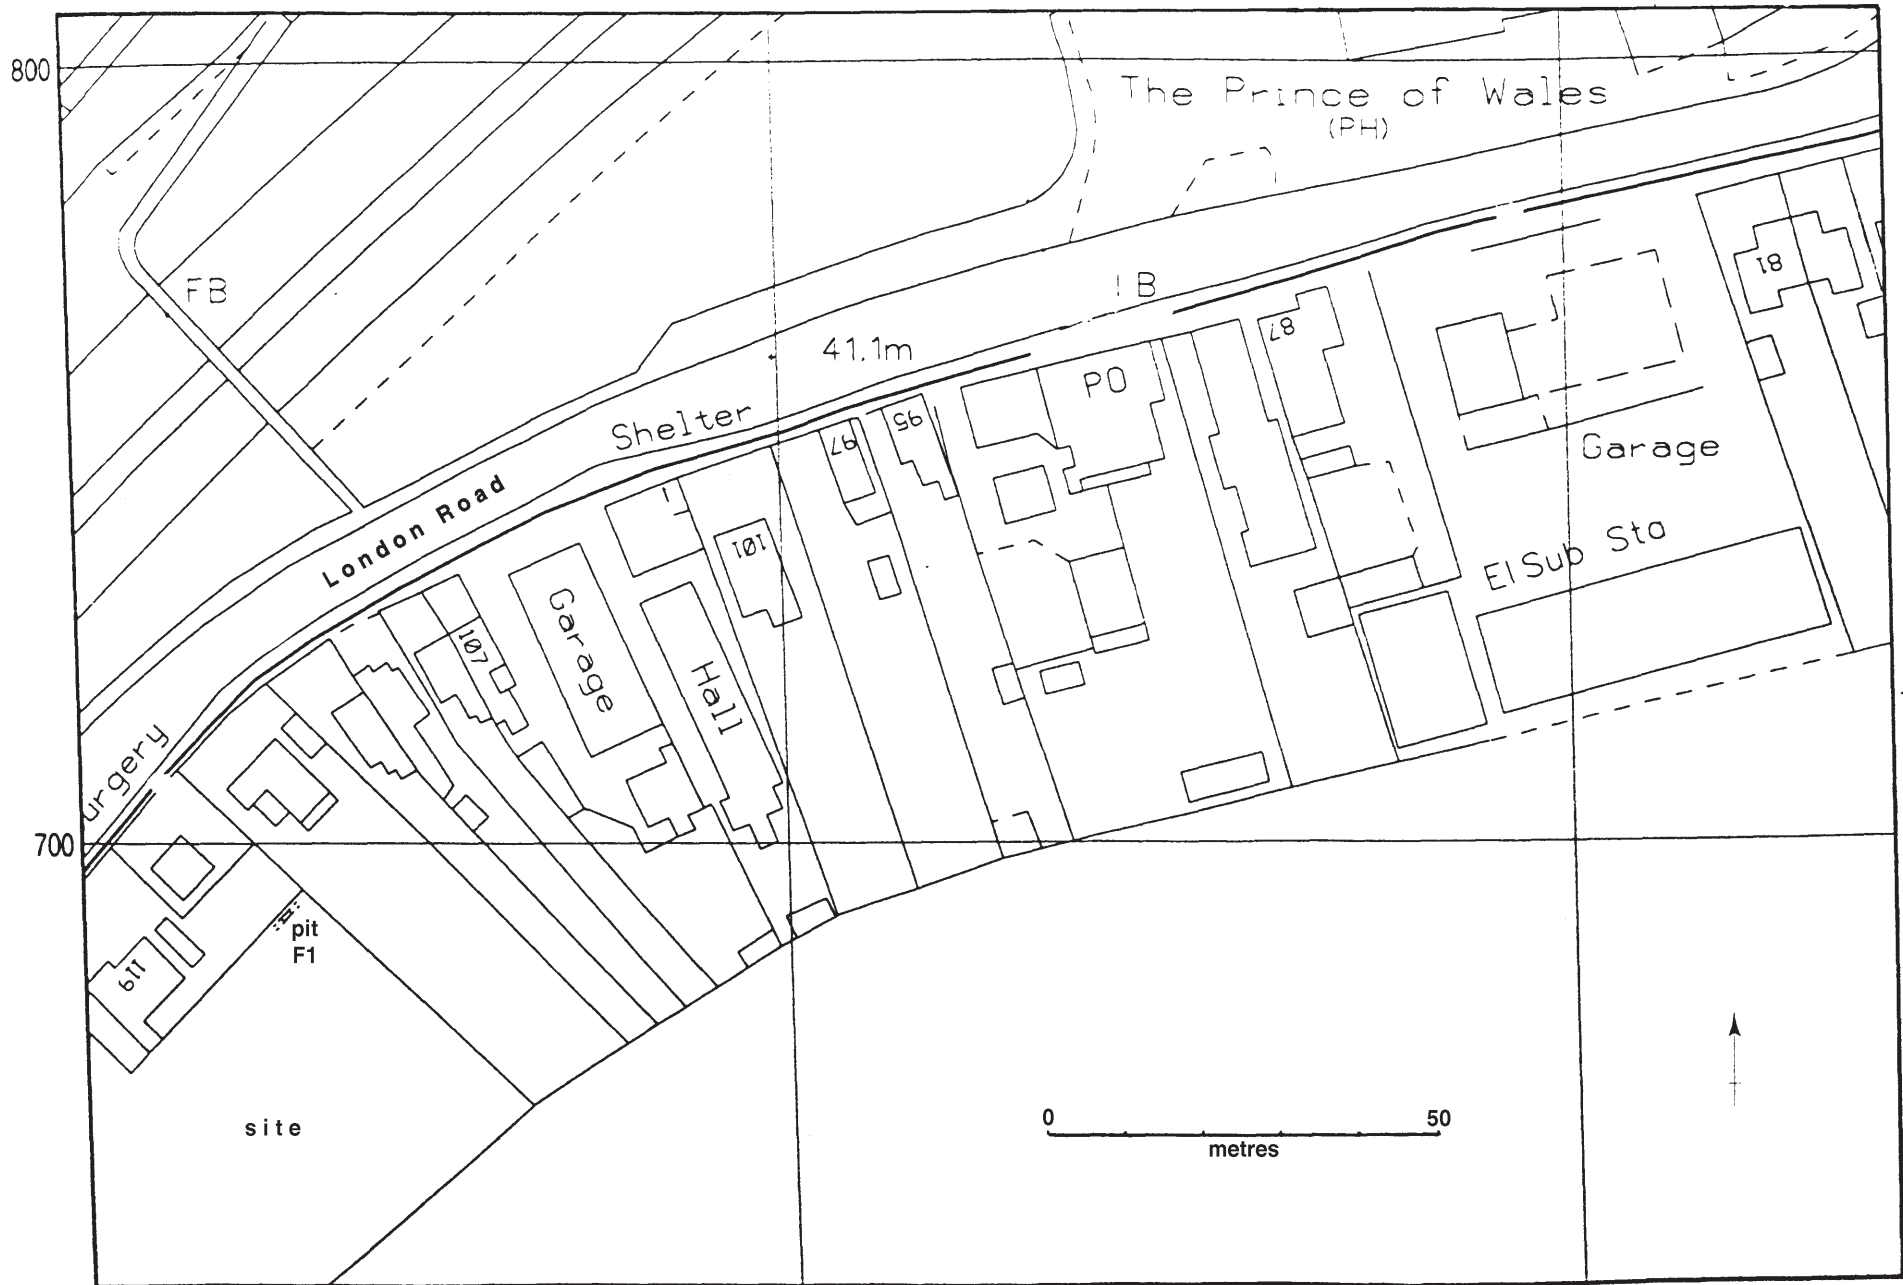 800
The Prince of Wales
(PH)
81
FB
B
87
41.1m
PO
Shelter
97
95
Garage
London Road
101
El Sub Sta
Garage
107
Hall
urgery
700
pit
F1
119
site
0 50
metres